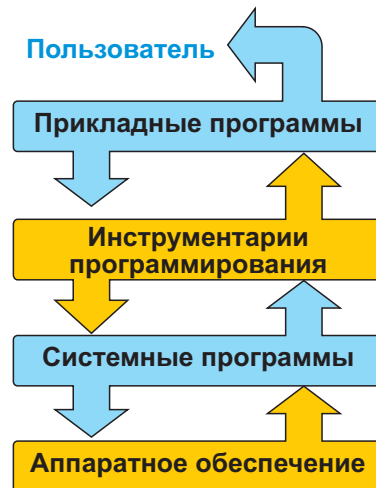 Пользователь
Прикладные программы
Инструментарии
программирования
Системные программы
Аппаратное обеспечение